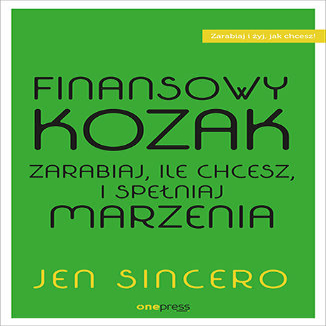 Zarabiaj i żyj, jak chcesz!
FINANSOWY
KOZAK
ZARABIAJ, ILE CHCESZ,
I SPEŁNIAJ
MARZENIA
JEN SINCERO
onepress